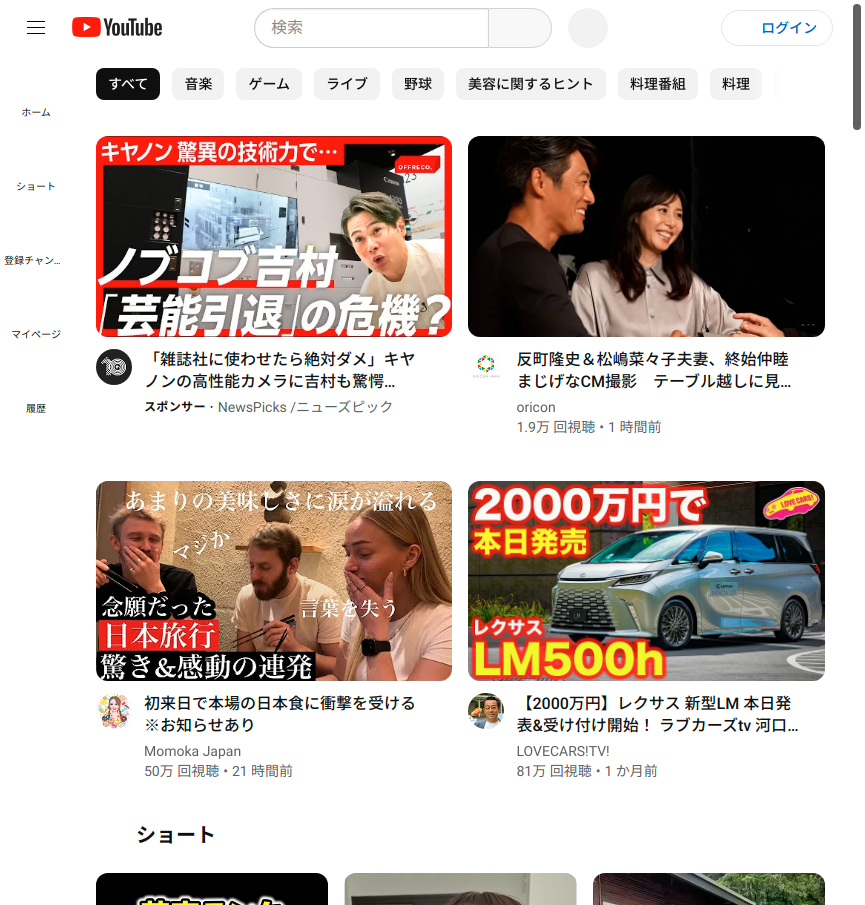 YouTube
検索
ログイン
すべて
音楽
ゲーム
ライブ
野球
美容に関するヒント
料理番組
料理
ホーム
ショート
登録チャン…
マイページ
履歴
キヤノン 驚異の技術力で…
OFFRECO.
Canon
23
ノブコブ吉村
「芸能引退」の危機?
「雑誌社に使わせたら絶対ダメ」キヤ
ノンの高性能カメラに吉村も驚愕…
スポンサー · NewsPicks /ニューズピック
反町隆史＆松嶋菜々子夫妻、終始仲睦
まじげなCM撮影　テーブル越しに見…
oricon
1.9万 回視聴 • 1 時間前
あまりの美味しさに涙が溢れる
マジか
念願だった
言葉を失う
日本旅行
驚き&感動の連発
初来日で本場の日本食に衝撃を受ける
※お知らせあり
Momoka Japan
50万 回視聴 • 21 時間前
2000万円で
LOVE CARS!
本日発売
レクサス
LM500h
【2000万円】レクサス 新型LM 本日発
表&受け付け開始！ ラブカーズtv 河口…
LOVECARS!TV!
81万 回視聴 • 1 か月前
ショート